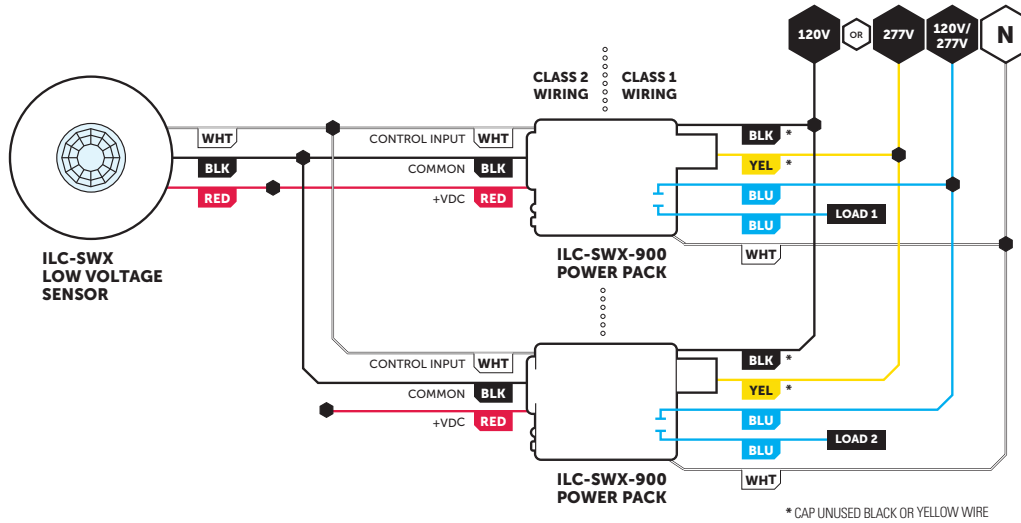 120V
OR
277V
120V/
277V
N
CLASS 2
WIRING
CLASS 1
WIRING
WHT
CONTROL INPUT
WHT
BLK *
BLK
COMMON
BLK
YEL *
RED
+VDC
RED
BLU
BLU
LOAD 1
WHT
ILC-SWX
LOW VOLTAGE
SENSOR
ILC-SWX-900
POWER PACK
CONTROL INPUT
WHT
BLK *
COMMON
BLK
YEL *
+VDC
RED
BLU
BLU
LOAD 2
WHT
ILC-SWX-900
POWER PACK
* CAP UNUSED BLACK OR YELLOW WIRE